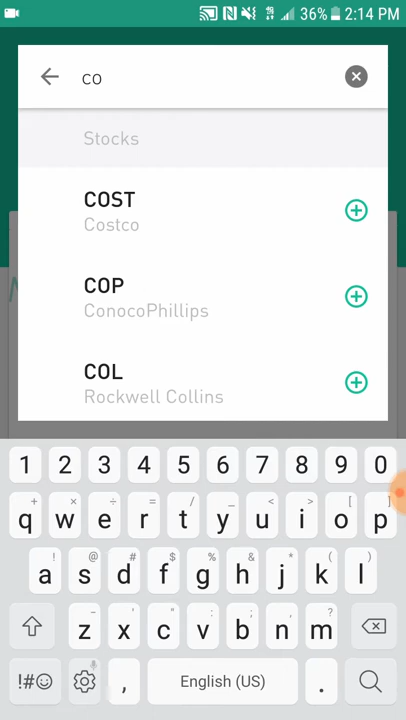 36% 2:14 PM
co
Stocks
COST
Costco
COP
ConocoPhillips
COL
Rockwell Collins
1 2 3 4 5 6 7 8 9 0
+ × ÷ = / _ < > [ ]
q w e r t y u i o p
! @ # $ % & * ( )
a s d f g h j k l
- ' " : ; , ?
z x c v b n m
!#☺ , English (US) .